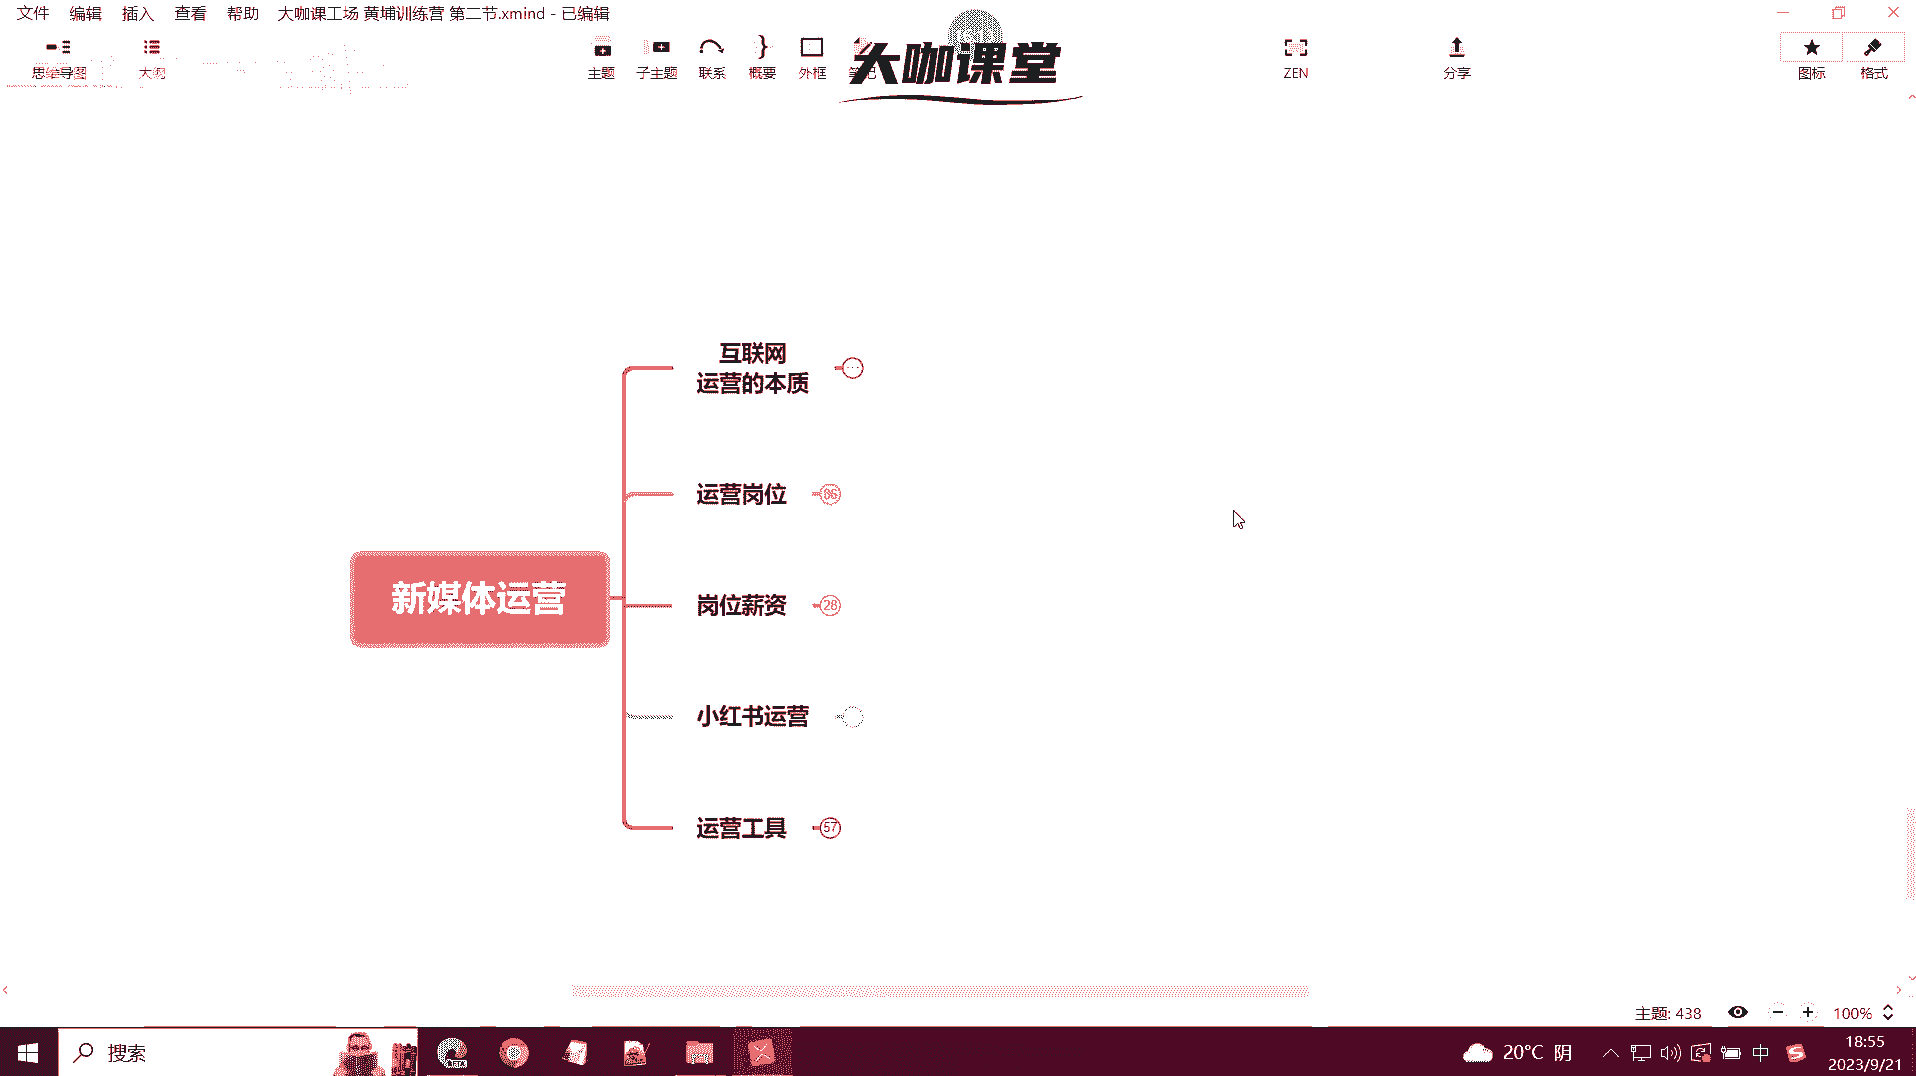 文件 编辑 插入 查看 帮助 大咖课工场 黄埔训练营 第二节.xmind - 已编辑
思维导图 大纲 主题 子主题 联系 概要 外框 笔记 ZEN 分享 图标 格式
大咖课堂
互联网
运营的本质
运营岗位 86
新媒体运营
岗位薪资 28
小红书运营
运营工具 57
主题: 438 100%
搜索 20°C 阴 中 18:55
2023/9/21